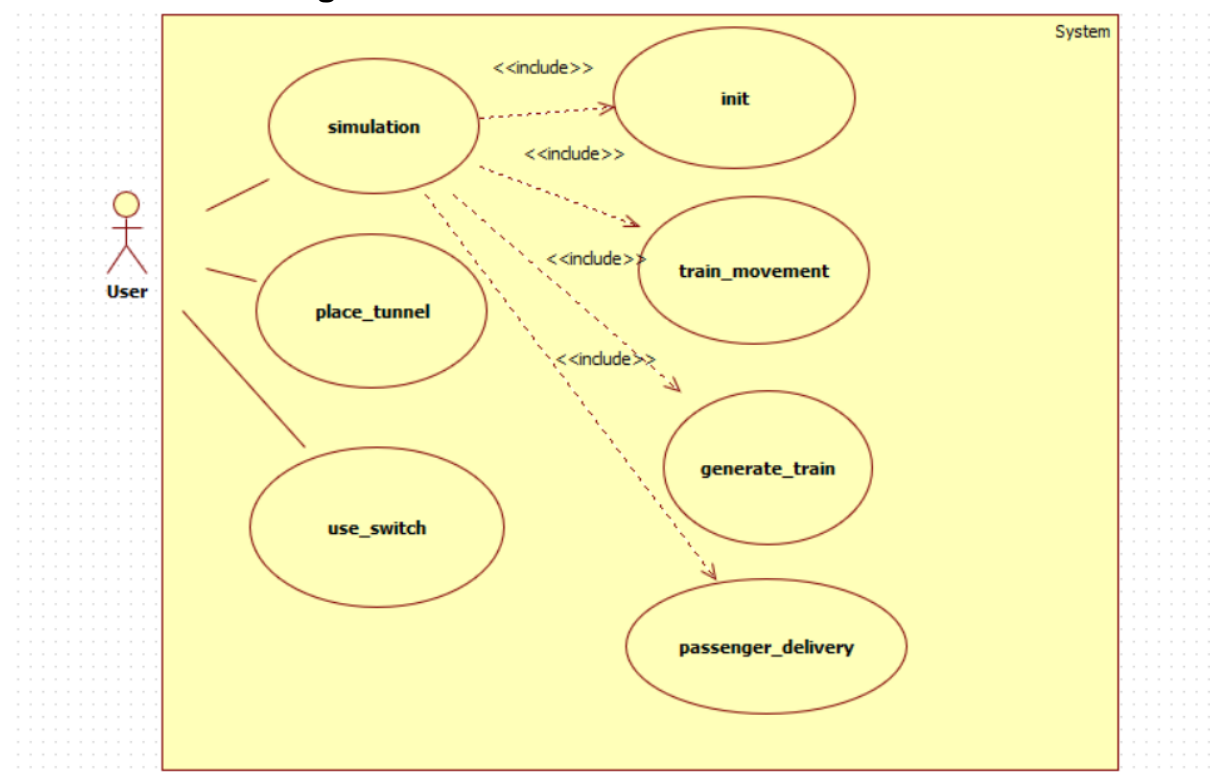 System
<<include>>
init
simulation
<<include>>
<<include>>
train_movement
User
place_tunnel
<<include>>
generate_train
use_switch
passenger_delivery